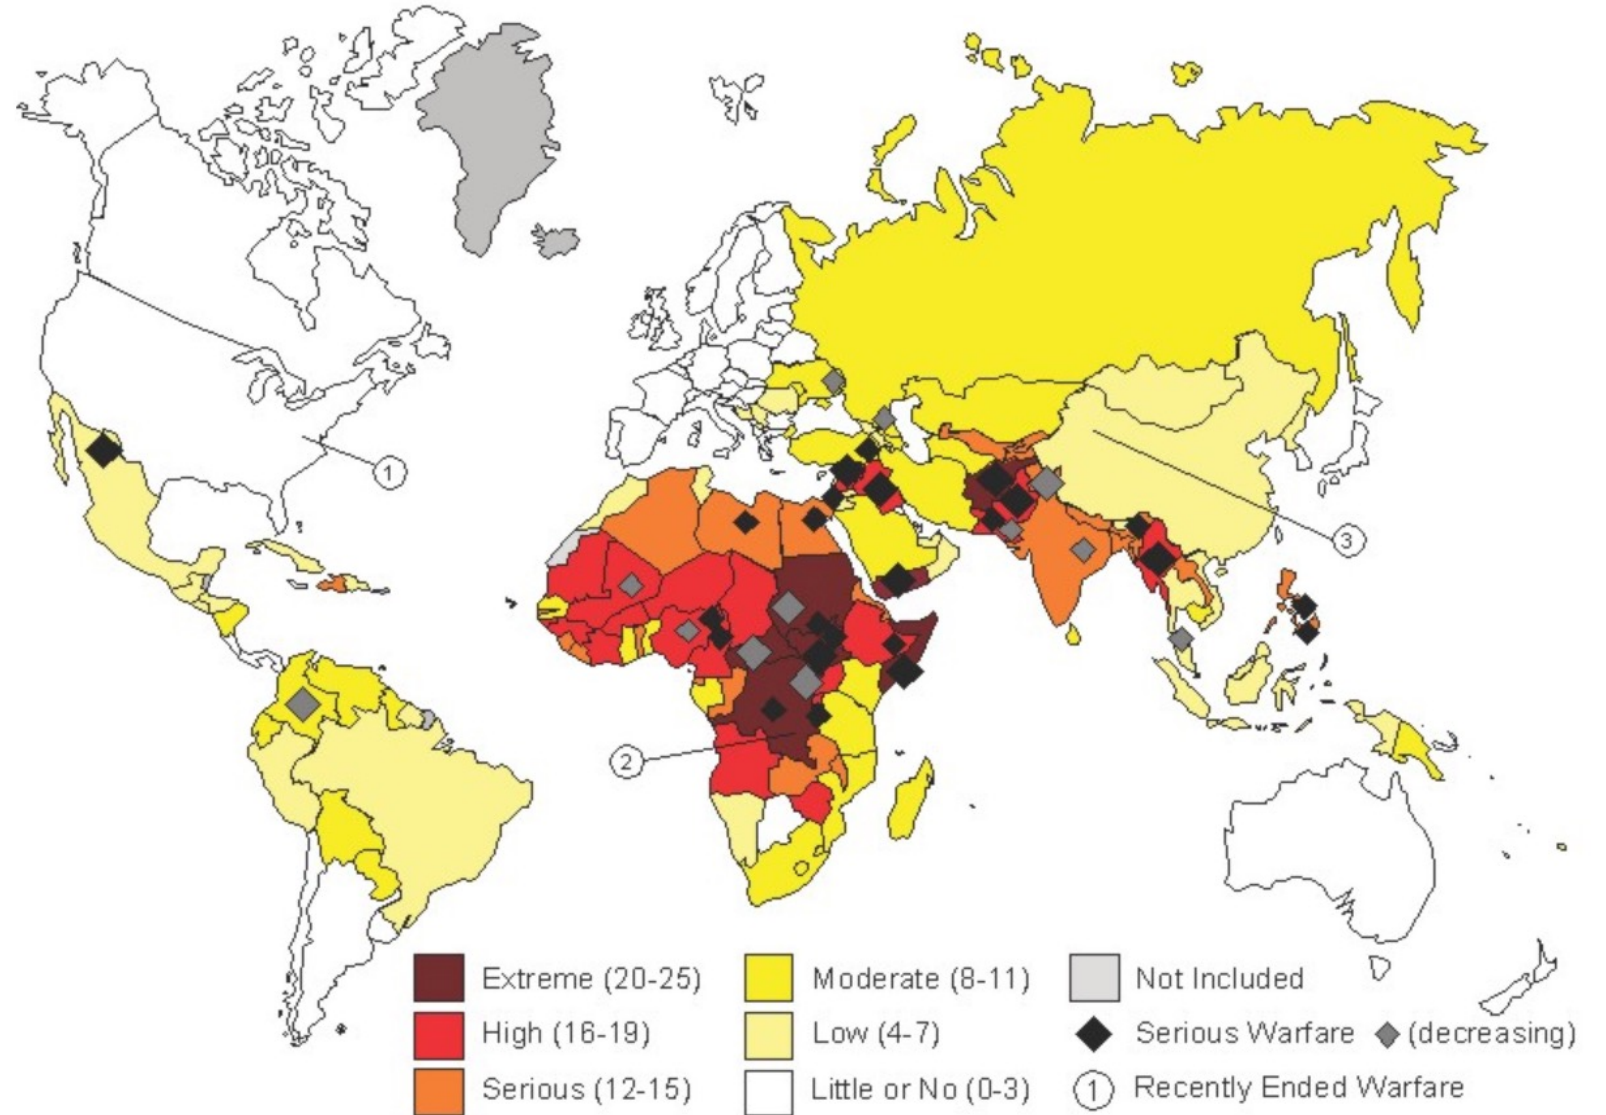 1
3
2
Extreme (20-25) Moderate (8-11) Not Included
High (16-19) Low (4-7) Serious Warfare (decreasing)
Serious (12-15) Little or No (0-3) 1 Recently Ended Warfare